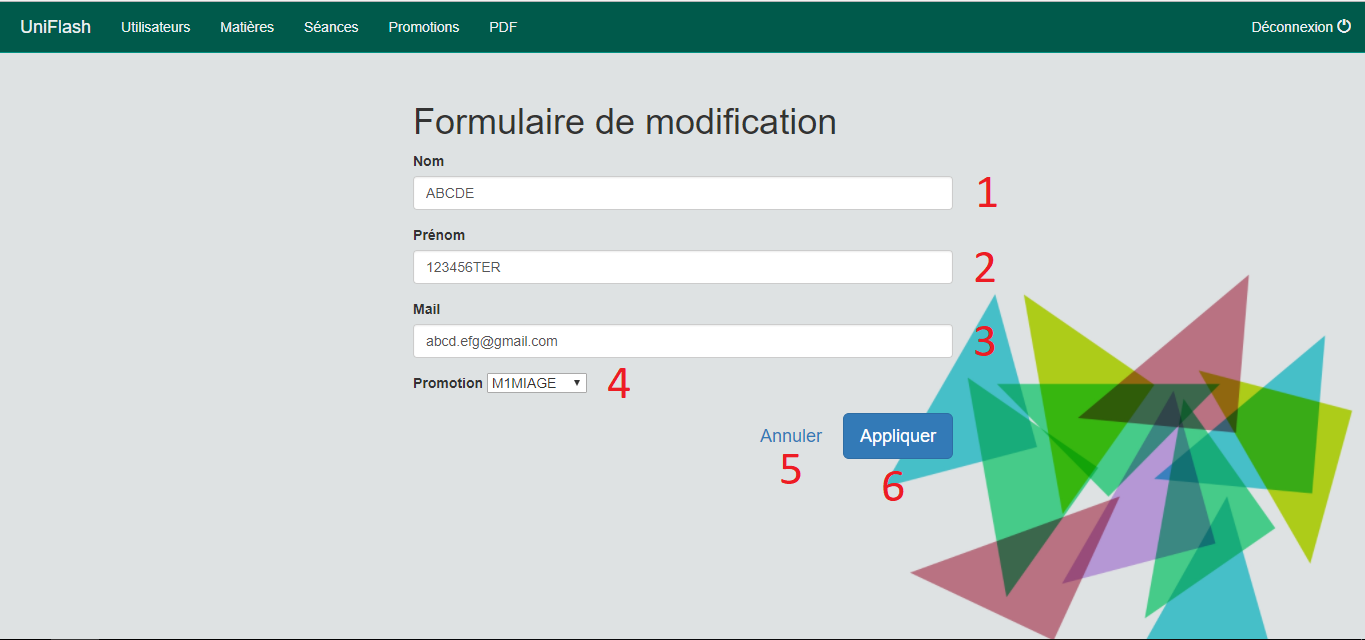 UniFlash Utilisateurs Matières Séances Promotions PDF Déconnexion
Formulaire de modification
Nom
ABCDE 1
Prénom
123456TER 2
Mail
abcd.efg@gmail.com 3
Promotion M1MIAGE 4
Annuler Appliquer
5 6